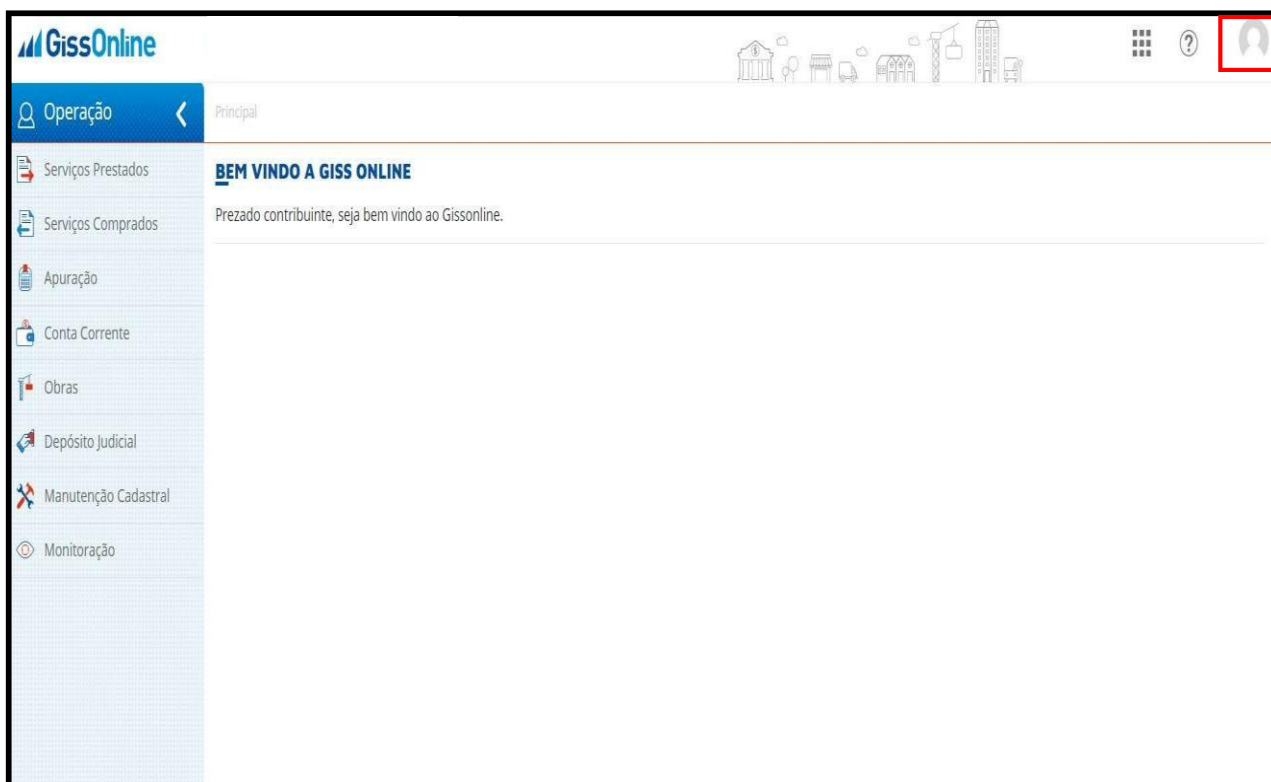 GissOnline
Operação
Principal
Serviços Prestados
Serviços Comprados
Apuração
Conta Corrente
Obras
Depósito Judicial
Manutenção Cadastral
Monitoração
BEM VINDO A GISS ONLINE
Prezado contribuinte, seja bem vindo ao Gissonline.